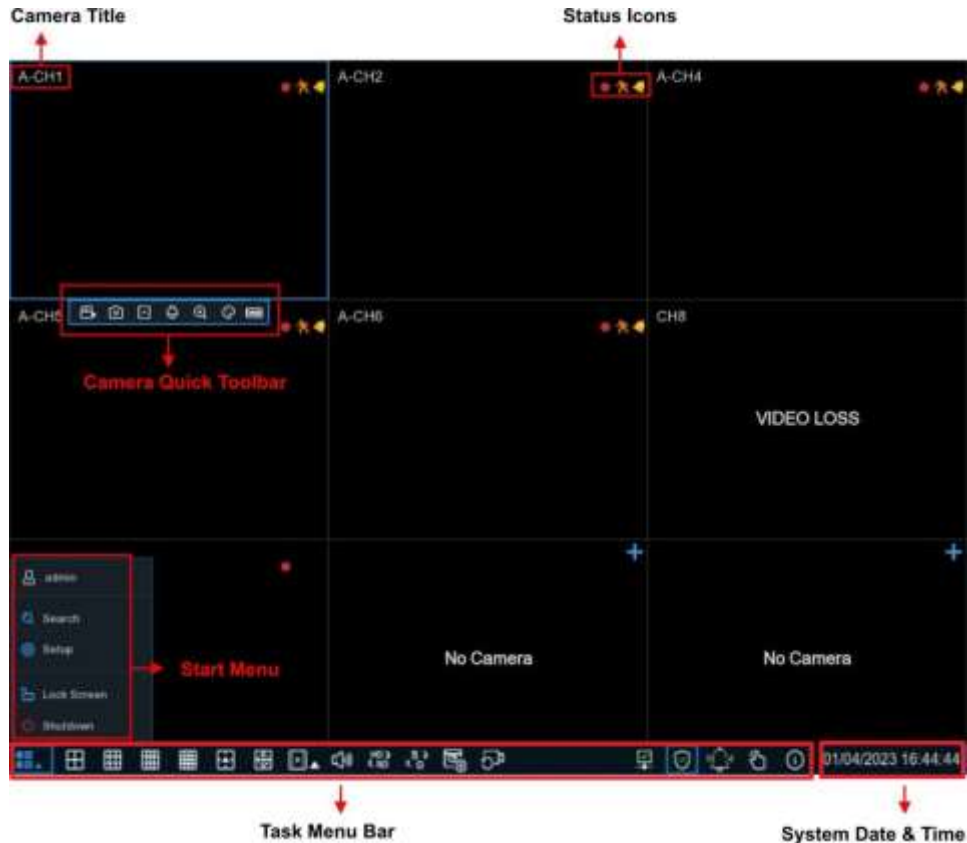 Camera Title
Status Icons
A-CH1
A-CH2
A-CH4
A-CH5
A-CH6
CH8
Camera Quick Toolbar
VIDEO LOSS
admin
Search
Setup
Start Menu
No Camera
No Camera
Lock Screen
Shutdown
01/04/2023 16:44:44
Task Menu Bar
System Date & Time